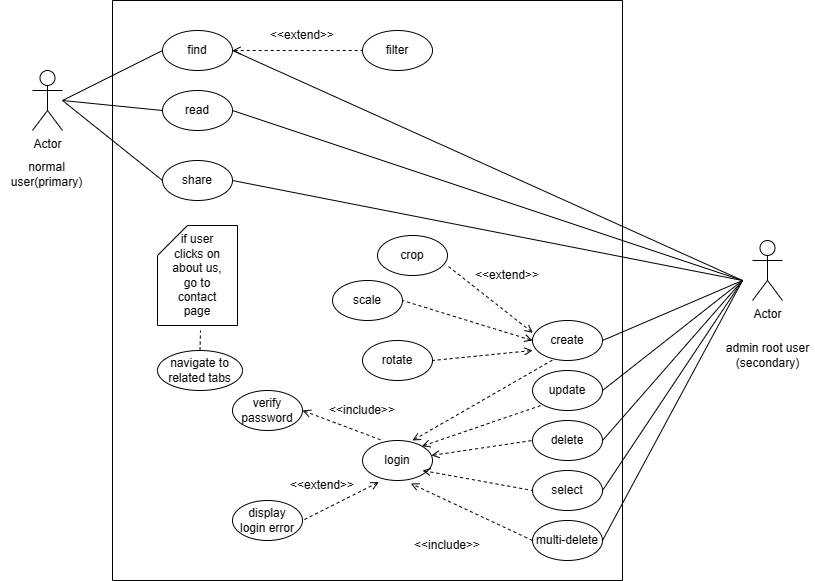 <<extend>>
find
filter
read
Actor
normal
user(primary)
share
if user
clicks on
about us,
go to
contact
page
crop
<<extend>>
scale
Actor
create
admin root user
(secondary)
rotate
navigate to
related tabs
update
verify
password
<<include>>
delete
login
<<extend>>
select
display
login error
multi-delete
<<include>>